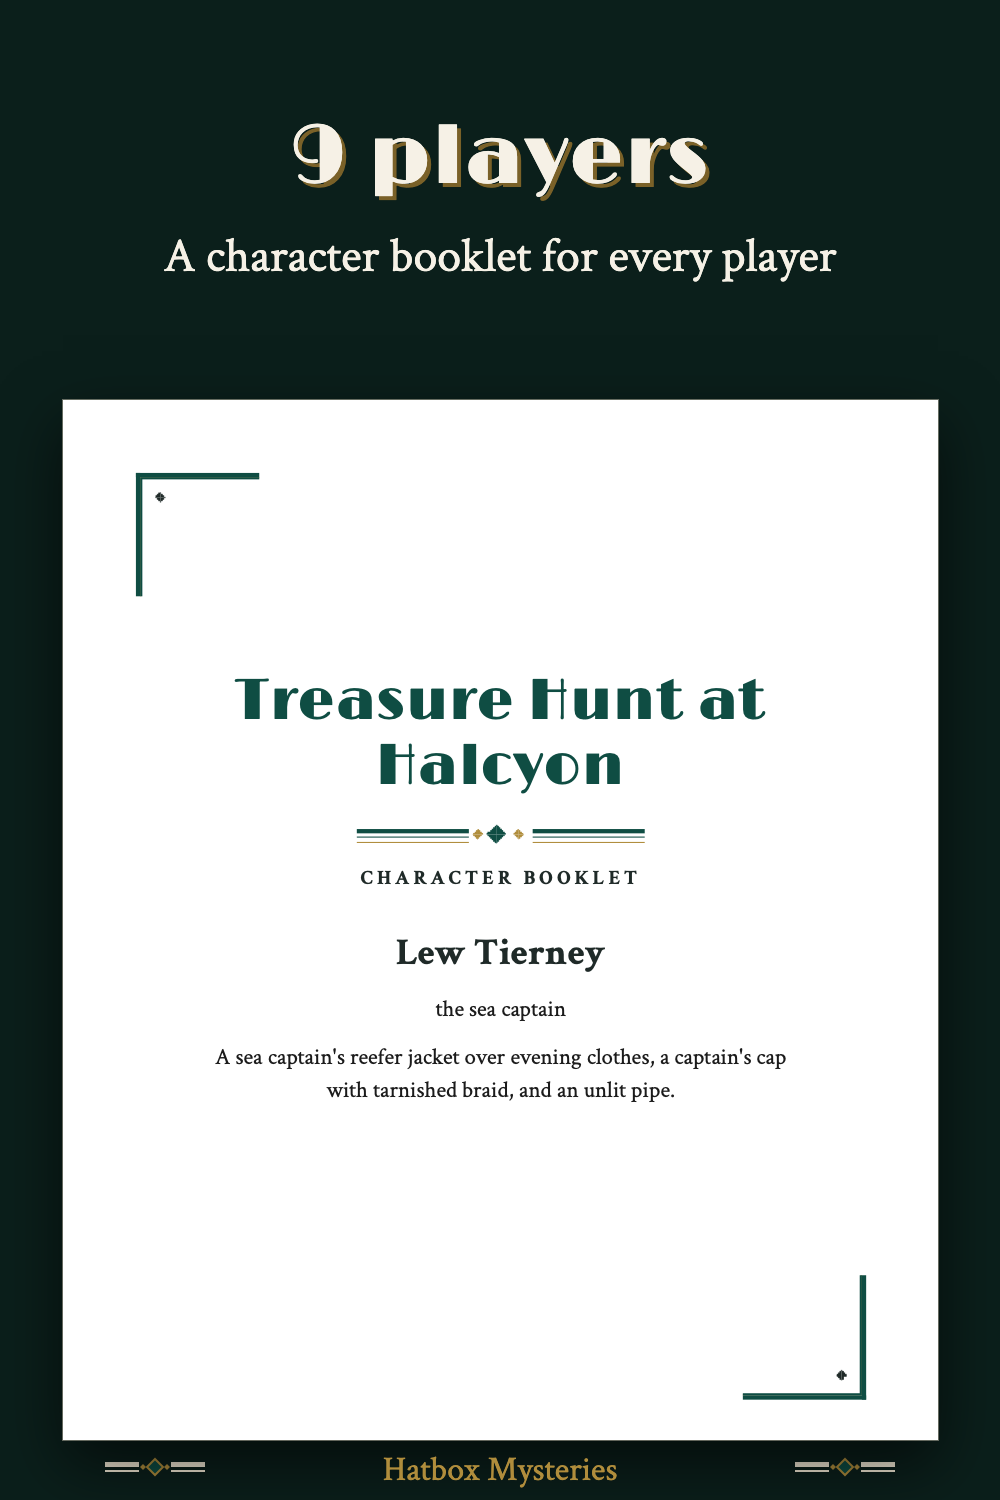 9 players
A character booklet for every player
Treasure Hunt at
Halcyon
CHARACTER BOOKLET
Lew Tierney
the sea captain
A sea captain's reefer jacket over evening clothes, a captain's cap
with tarnished braid, and an unlit pipe.
Hatbox Mysteries